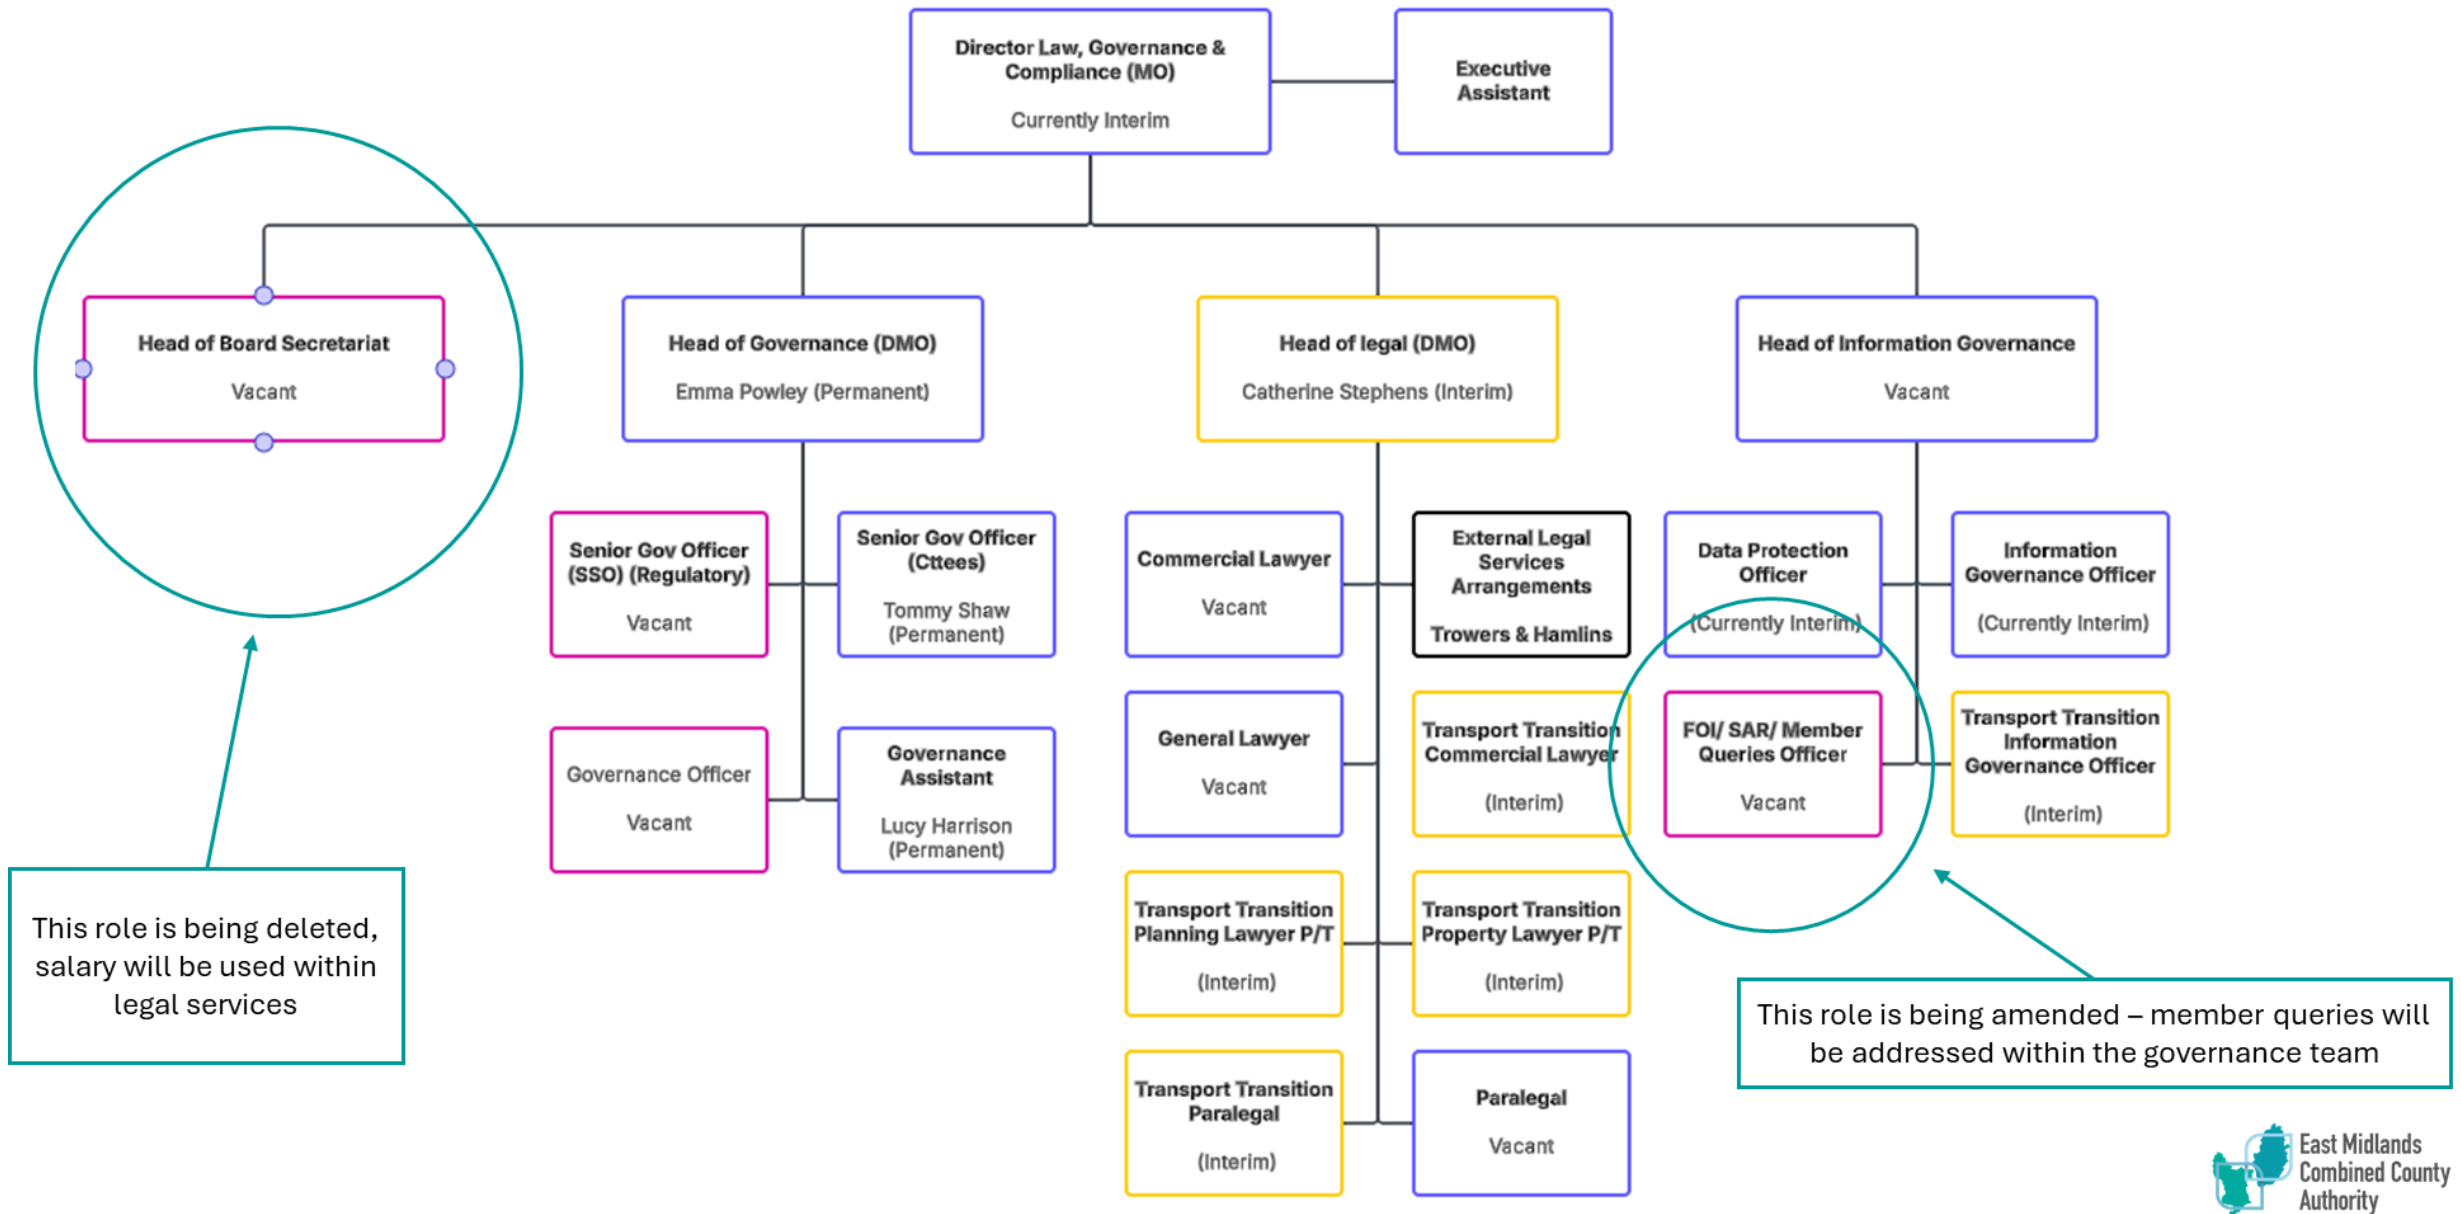 Director Law, Governance &
Compliance (MO)
Currently Interim
Executive
Assistant
Head of Board Secretariat
Vacant
Head of Governance (DMO)
Emma Powley (Permanent)
Head of legal (DMO)
Catherine Stephens (Interim)
Head of Information Governance
Vacant
Senior Gov Officer
(SSO) (Regulatory)
Vacant
Senior Gov Officer
(Cttees)
Tommy Shaw
(Permanent)
Commercial Lawyer
Vacant
External Legal
Services
Arrangements
Trowers & Hamlins
Data Protection
Officer
(Currently Interim)
Information
Governance Officer
(Currently Interim)
Governance Officer
Vacant
Governance
Assistant
Lucy Harrison
(Permanent)
General Lawyer
Vacant
Transport Transition
Commercial Lawyer
(Interim)
FOI/ SAR/ Member
Queries Officer
Vacant
Transport Transition
Information
Governance Officer
(Interim)
Transport Transition
Planning Lawyer P/T
(Interim)
Transport Transition
Property Lawyer P/T
(Interim)
Transport Transition
Paralegal
(Interim)
Paralegal
Vacant
This role is being deleted,
salary will be used within
legal services
This role is being amended – member queries will
be addressed within the governance team
East Midlands
Combined County
Authority